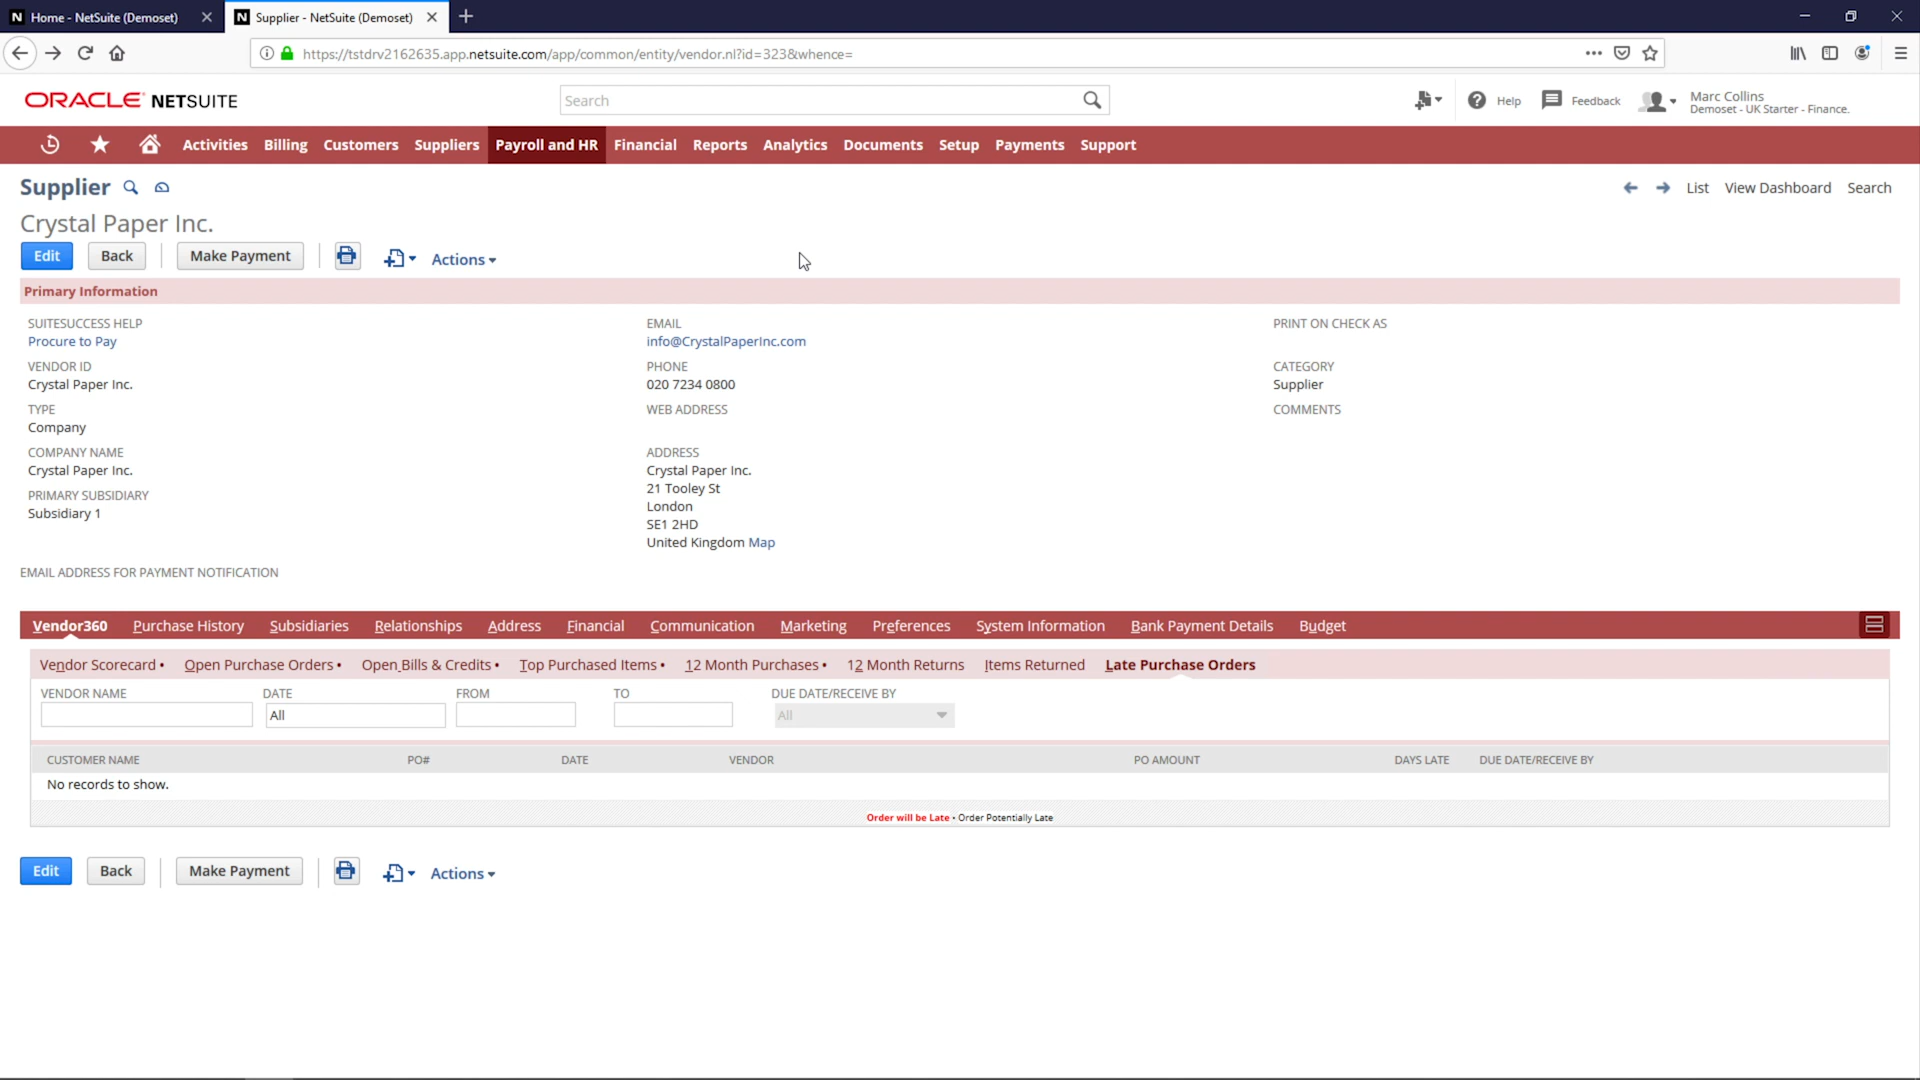 Home - NetSuite (Demoset)
Supplier - NetSuite (Demoset)
https://tstdrv2162635.app.netsuite.com/app/common/entity/vendor.nl?id=323&whence=
ORACLE NETSUITE
Search
Help
Feedback
Marc Collins
Demoset - UK Starter - Finance.
Activities Billing Customers Suppliers Payroll and HR Financial Reports Analytics Documents Setup Payments Support
Supplier
List View Dashboard Search
Crystal Paper Inc.
Edit Back Make Payment Actions
Primary Information
SUITESUCCESS HELP
Procure to Pay
VENDOR ID
Crystal Paper Inc.
TYPE
Company
COMPANY NAME
Crystal Paper Inc.
PRIMARY SUBSIDIARY
Subsidiary 1
EMAIL
info@CrystalPaperInc.com
PHONE
020 7234 0800
WEB ADDRESS
ADDRESS
Crystal Paper Inc.
21 Tooley St
London
SE1 2HD
United Kingdom Map
PRINT ON CHECK AS
CATEGORY
Supplier
COMMENTS
EMAIL ADDRESS FOR PAYMENT NOTIFICATION
Vendor360 Purchase History Subsidiaries Relationships Address Financial Communication Marketing Preferences System Information Bank Payment Details Budget
Vendor Scorecard • Open Purchase Orders • Open Bills & Credits • Top Purchased Items • 12 Month Purchases • 12 Month Returns Items Returned Late Purchase Orders
VENDOR NAME DATE FROM TO DUE DATE/RECEIVE BY
All All
CUSTOMER NAME PO# DATE VENDOR PO AMOUNT DAYS LATE DUE DATE/RECEIVE BY
No records to show.
Order will be Late • Order Potentially Late
Edit Back Make Payment Actions